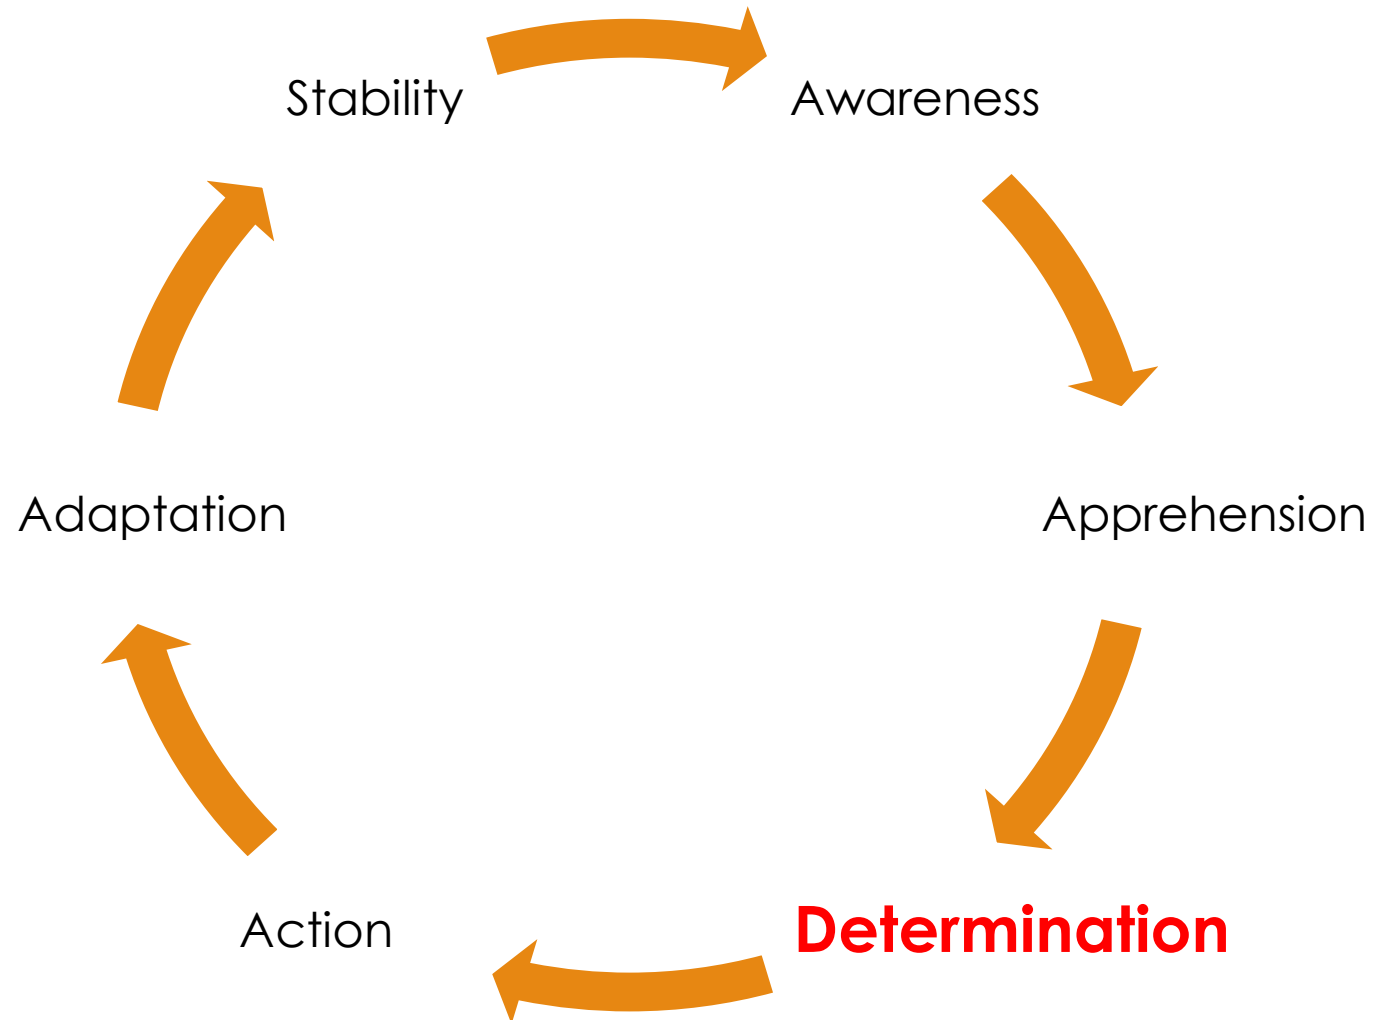 Stability
Awareness
Adaptation
Apprehension
Action
Determination